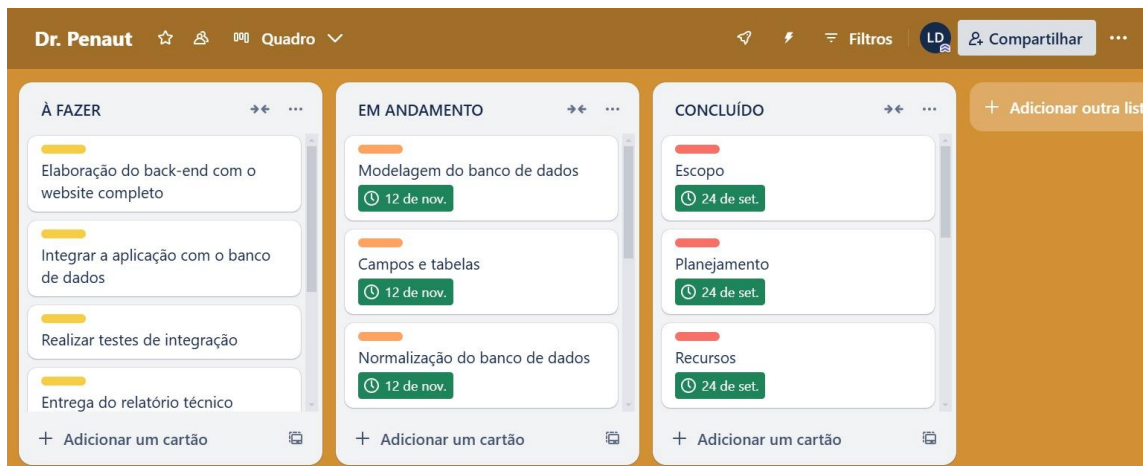 Dr. Penaut Quadro Filtros LD Compartilhar
À FAZER
Elaboração do back-end com o
website completo
Integrar a aplicação com o banco
de dados
Realizar testes de integração
Entrega do relatório técnico
+ Adicionar um cartão
EM ANDAMENTO
Modelagem do banco de dados
12 de nov.
Campos e tabelas
12 de nov.
Normalização do banco de dados
12 de nov.
+ Adicionar um cartão
CONCLUÍDO
Escopo
24 de set.
Planejamento
24 de set.
Recursos
24 de set.
+ Adicionar um cartão
+ Adicionar outra list